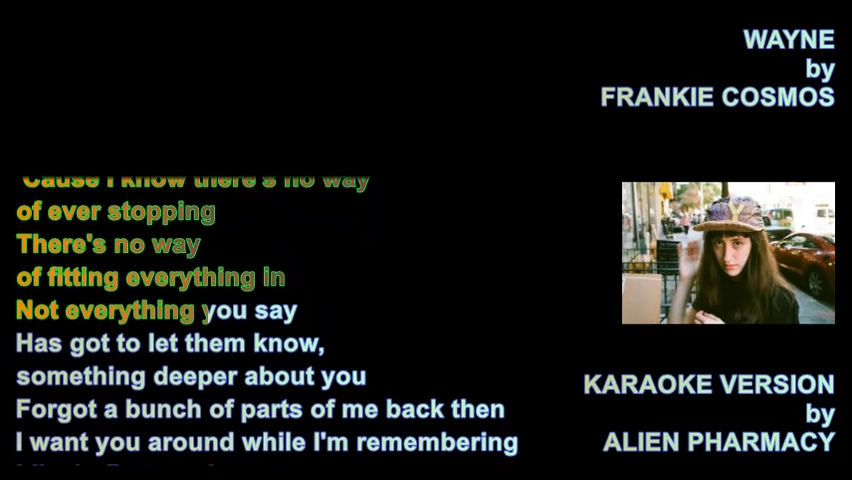 WAYNE
by
FRANKIE COSMOS
'Cause I know there's no way
of ever stopping
There's no way
of fitting everything in
Not everything you say
Has got to let them know,
something deeper about you
Forgot a bunch of parts of me back then
I want you around while I'm remembering
KARAOKE VERSION
by
ALIEN PHARMACY
Y